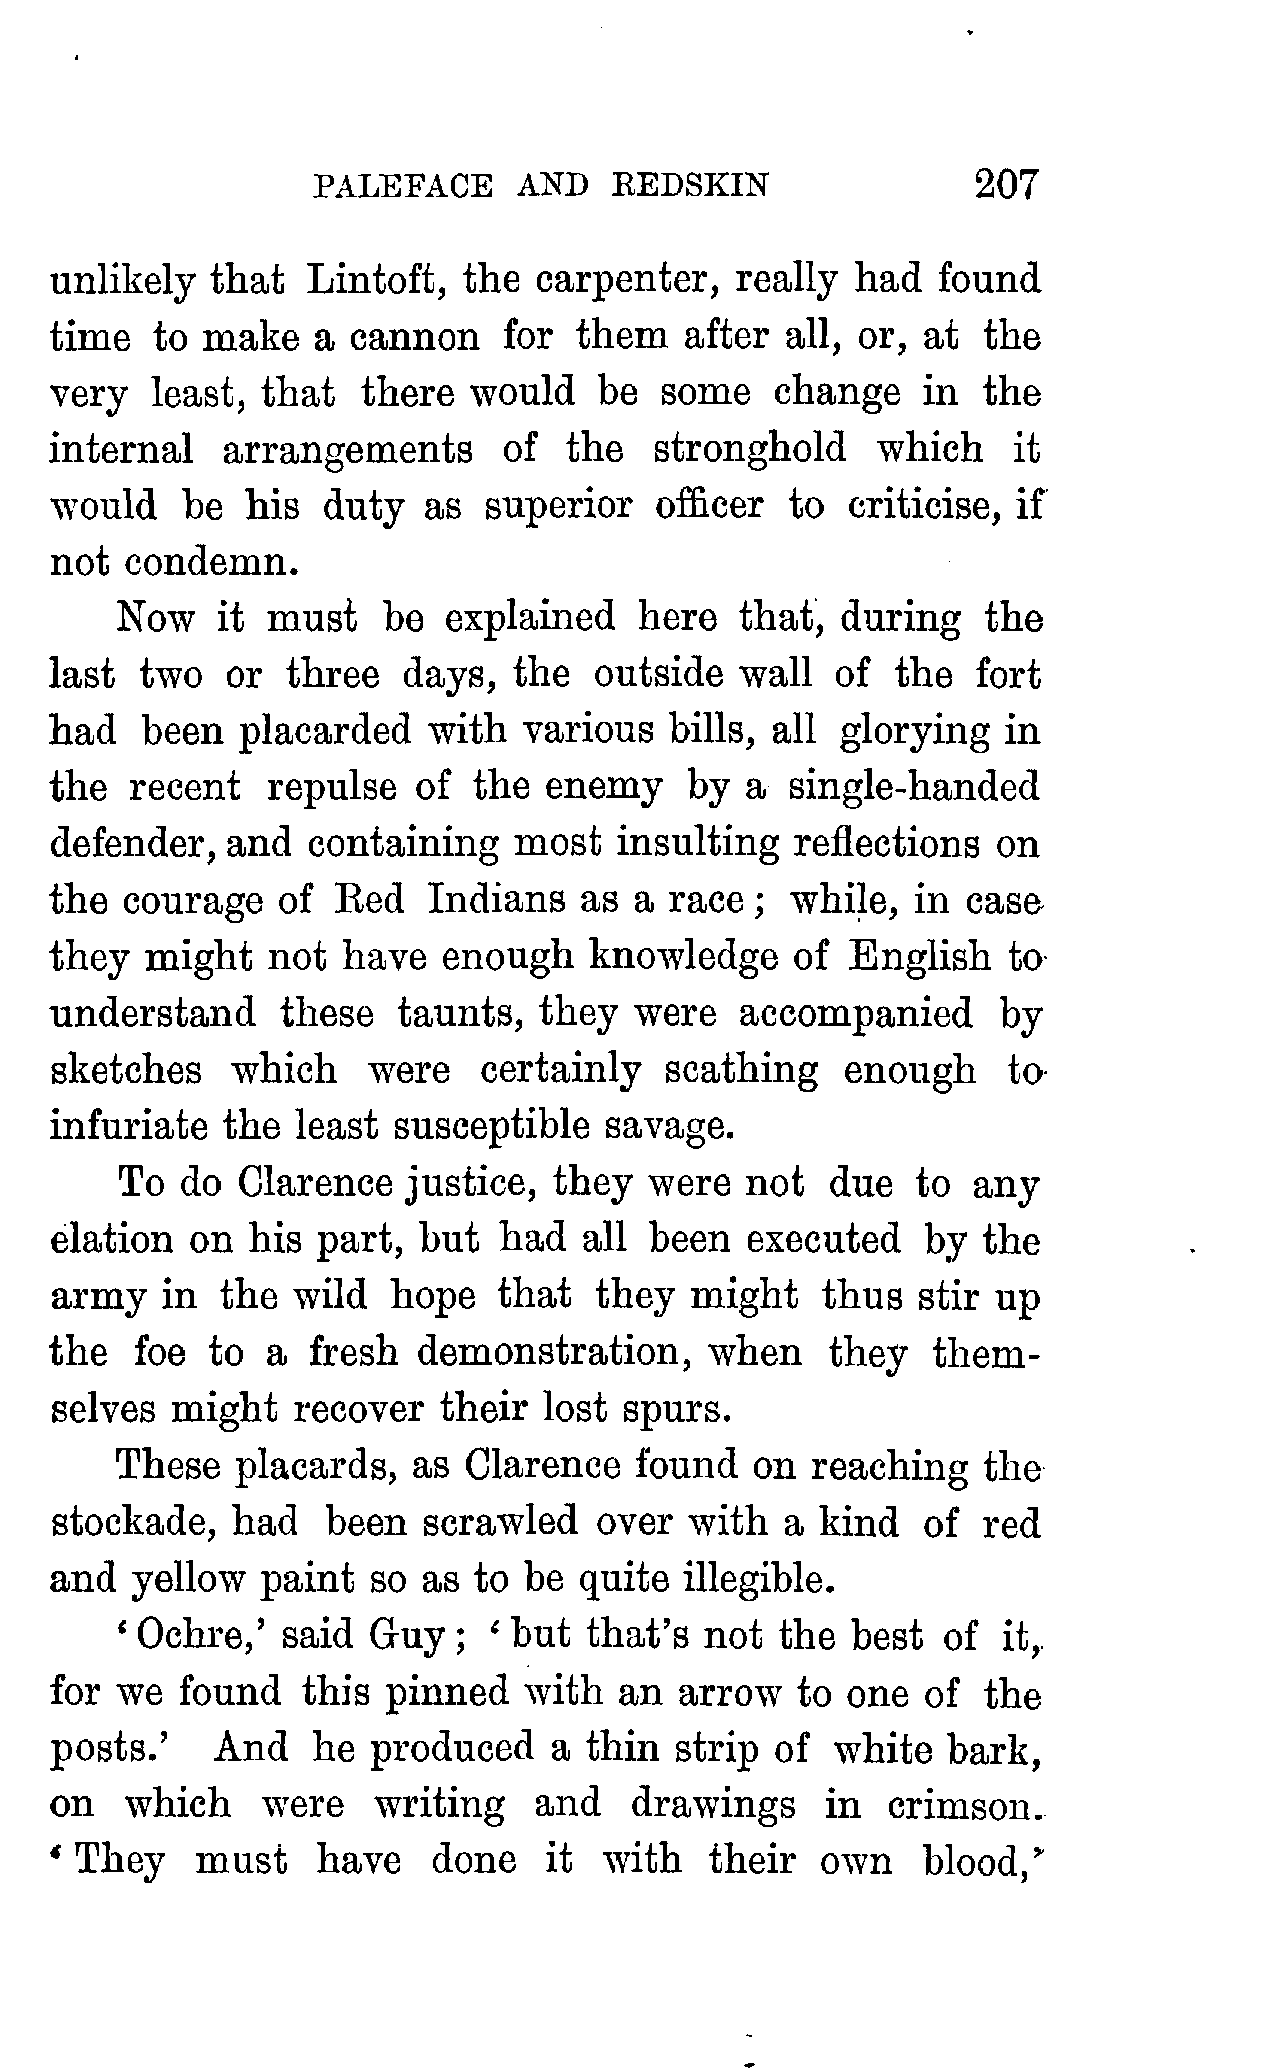 PALEFACE AND REDSKIN 207
unlikely that Lintoft, the carpenter, really had found
time to make a cannon for them after all, or, at the
very least, that there would be some change in the
internal arrangements of the stronghold which it
would be his duty as superior officer to criticise, if
not condemn.
Now it must be explained here that, during the
last two or three days, the outside wall of the fort
had been placarded with various bills, all glorying in
the recent repulse of the enemy by a single-handed
defender, and containing most insulting reflections on
the courage of Red Indians as a race ; while, in case
they might not have enough knowledge of English to
understand these taunts, they were accompanied by
sketches which were certainly scathing enough to
infuriate the least susceptible savage.
To do Clarence justice, they were not due to any
elation on his part, but had all been executed by the
army in the wild hope that they might thus stir up
the foe to a fresh demonstration, when they them-
selves might recover their lost spurs.
These placards, as Clarence found on reaching the
stockade, had been scrawled over with a kind of red
and yellow paint so as to be quite illegible.
‘ Ochre,’ said Guy ; ‘ but that’s not the best of it,
for we found this pinned with an arrow to one of the
posts.’ And he produced a thin strip of white bark,
on which were writing and drawings in crimson.
‘ They must have done it with their own blood,’